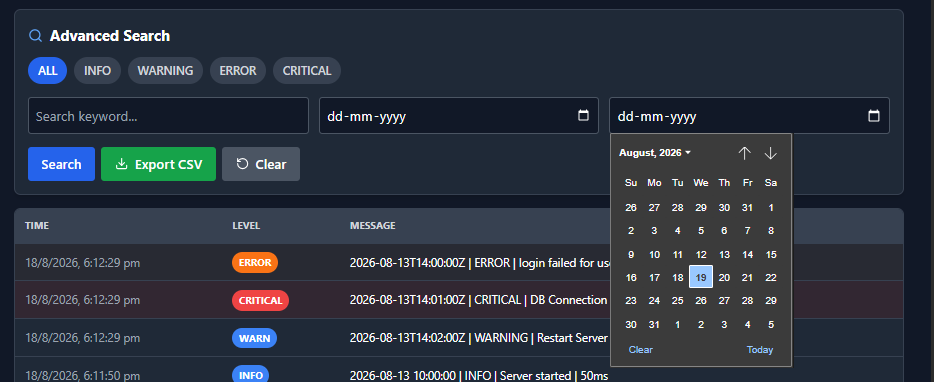 Advanced Search
ALL INFO WARNING ERROR CRITICAL
Search keyword... dd-mm-yyyy dd-mm-yyyy
Search Export CSV Clear
August, 2026
Su Mo Tu We Th Fr Sa
26 27 28 29 30 31 1
2 3 4 5 6 7 8
9 10 11 12 13 14 15
16 17 18 19 20 21 22
23 24 25 26 27 28 29
30 31 1 2 3 4 5
Clear Today
TIME LEVEL MESSAGE
18/8/2026, 6:12:29 pm ERROR 2026-08-13T14:00:00Z | ERROR | login failed for use
18/8/2026, 6:12:29 pm CRITICAL 2026-08-13T14:01:00Z | CRITICAL | DB Connection
18/8/2026, 6:12:29 pm WARN 2026-08-13T14:02:00Z | WARNING | Restart Server
18/8/2026, 6:11:50 pm INFO 2026-08-13 10:00:00 | INFO | Server started | 50ms